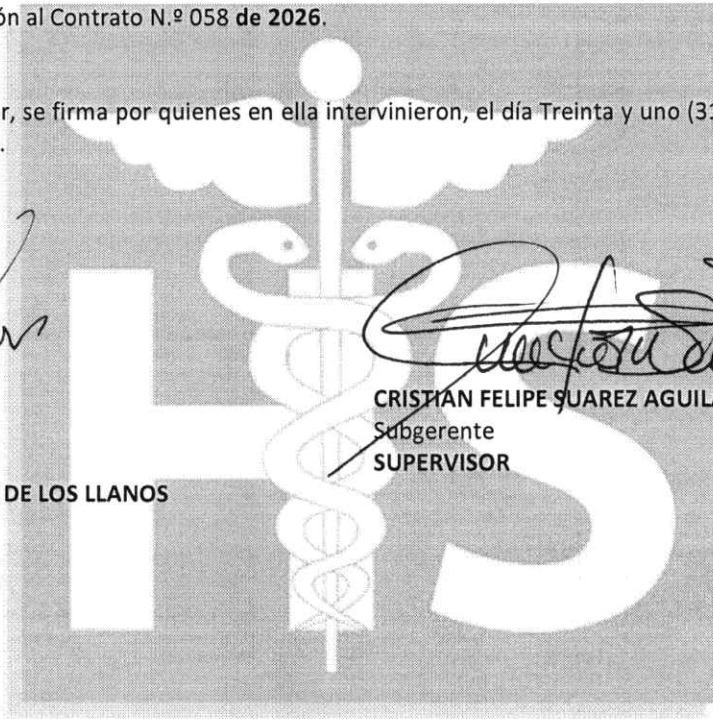 ón al Contrato N.º 058 de 2026.
r, se firma por quienes en ella intervinieron, el día Treinta y uno (31
.
CRISTIAN FELIPE SUAREZ AGUIL
Subgerente
SUPERVISOR
DE LOS LLANOS
HS